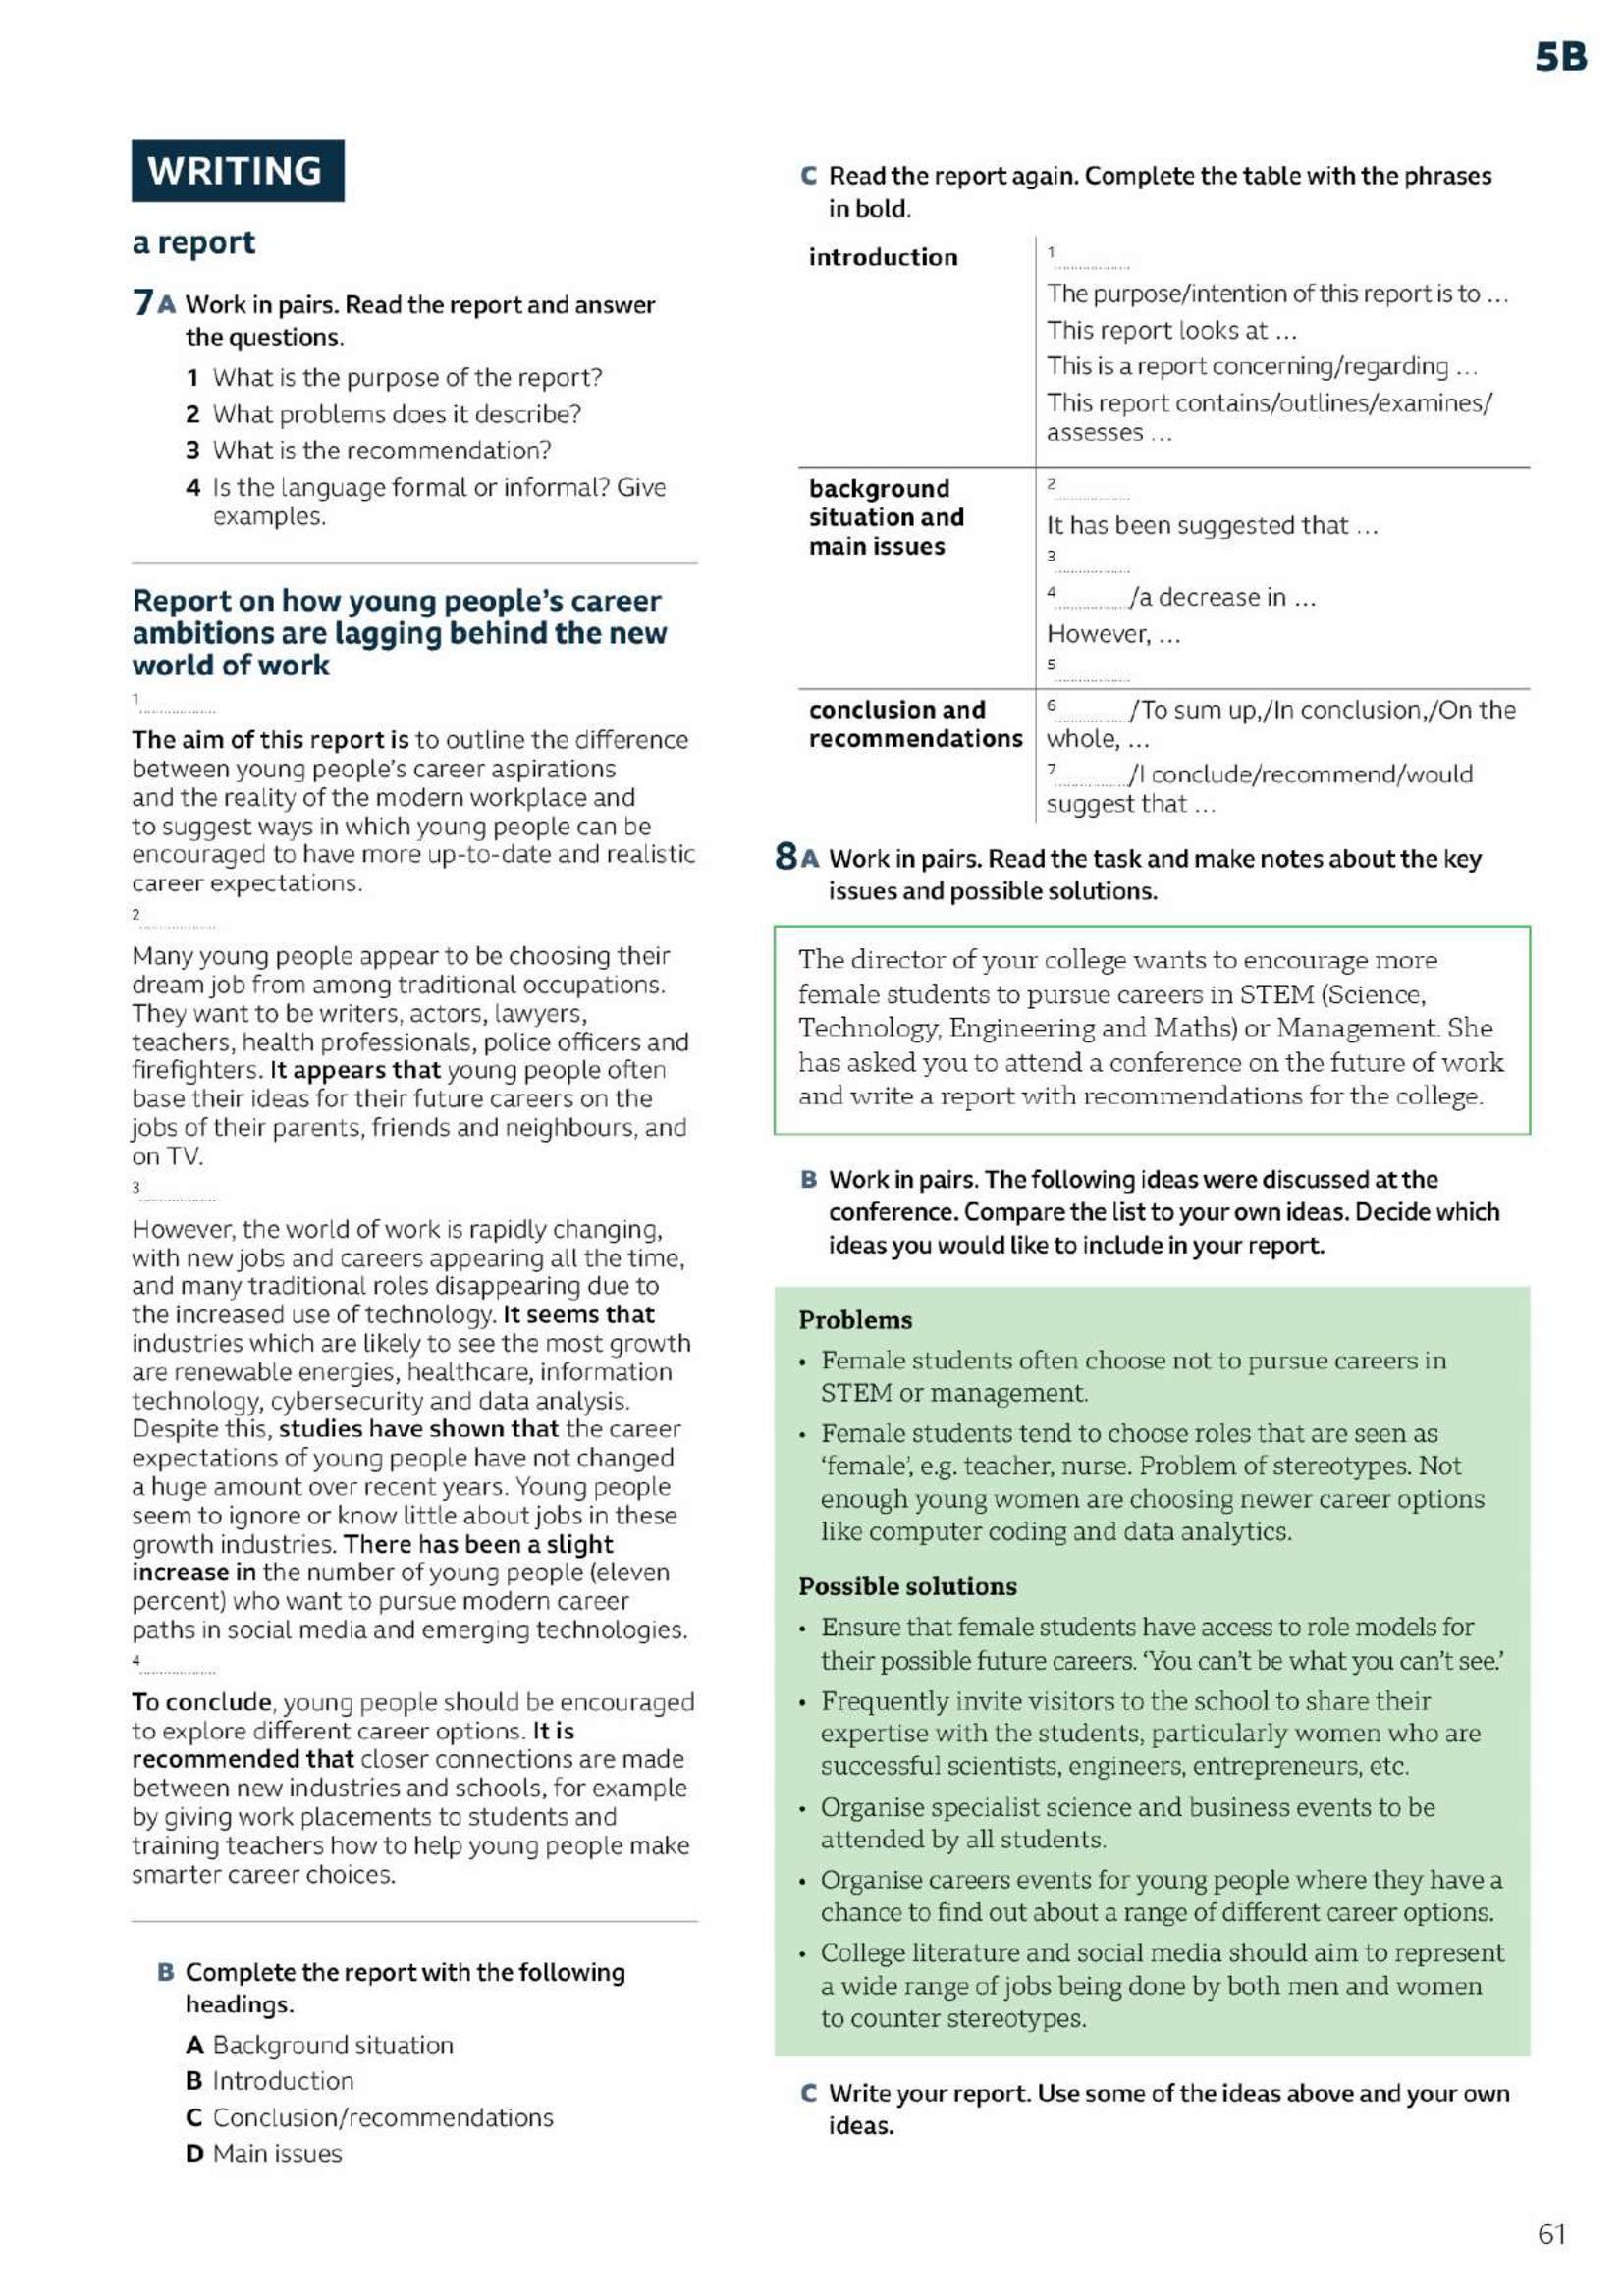 5B
WRITING
a report
7 A Work in pairs. Read the report and answer
the questions.
1 What is the purpose of the report?
2 What problems does it describe?
3 What is the recommendation?
4 Is the language formal or informal? Give
examples.
Report on how young people's career
ambitions are lagging behind the new
world of work
1
The aim of this report is to outline the difference
between young people's career aspirations
and the reality of the modern workplace and
to suggest ways in which young people can be
encouraged to have more up-to-date and realistic
career expectations.
2
Many young people appear to be choosing their
dream job from among traditional occupations.
They want to be writers, actors, lawyers,
teachers, health professionals, police officers and
firefighters. It appears that young people often
base their ideas for their future careers on the
jobs of their parents, friends and neighbours, and
on TV.
3
However, the world of work is rapidly changing,
with new jobs and careers appearing all the time,
and many traditional roles disappearing due to
the increased use of technology. It seems that
industries which are likely to see the most growth
are renewable energies, healthcare, information
technology, cybersecurity and data analysis.
Despite this, studies have shown that the career
expectations of young people have not changed
a huge amount over recent years. Young people
seem to ignore or know little about jobs in these
growth industries. There has been a slight
increase in the number of young people (eleven
percent) who want to pursue modern career
paths in social media and emerging technologies.
4
To conclude, young people should be encouraged
to explore different career options. It is
recommended that closer connections are made
between new industries and schools, for example
by giving work placements to students and
training teachers how to help young people make
smarter career choices.
B Complete the report with the following
headings.
A Background situation
B Introduction
C Conclusion/recommendations
D Main issues
C Read the report again. Complete the table with the phrases
in bold.
introduction
1
The purpose/intention of this report is to ...
This report looks at ...
This is a report concerning/regarding ...
This report contains/outlines/examines/
assesses ...
background
situation and
main issues
2
It has been suggested that ...
3
4 /a decrease in ...
However, ...
5
conclusion and
recommendations
6 /To sum up,/In conclusion,/On the
whole, ...
7 /I conclude/recommend/would
suggest that ...
8 A Work in pairs. Read the task and make notes about the key
issues and possible solutions.
The director of your college wants to encourage more
female students to pursue careers in STEM (Science,
Technology, Engineering and Maths) or Management. She
has asked you to attend a conference on the future of work
and write a report with recommendations for the college.
B Work in pairs. The following ideas were discussed at the
conference. Compare the list to your own ideas. Decide which
ideas you would like to include in your report.
Problems
• Female students often choose not to pursue careers in
STEM or management.
• Female students tend to choose roles that are seen as
'female', e.g. teacher, nurse. Problem of stereotypes. Not
enough young women are choosing newer career options
like computer coding and data analytics.
Possible solutions
• Ensure that female students have access to role models for
their possible future careers. 'You can't be what you can't see.'
• Frequently invite visitors to the school to share their
expertise with the students, particularly women who are
successful scientists, engineers, entrepreneurs, etc.
• Organise specialist science and business events to be
attended by all students.
• Organise careers events for young people where they have a
chance to find out about a range of different career options.
• College literature and social media should aim to represent
a wide range of jobs being done by both men and women
to counter stereotypes.
C Write your report. Use some of the ideas above and your own
ideas.
61